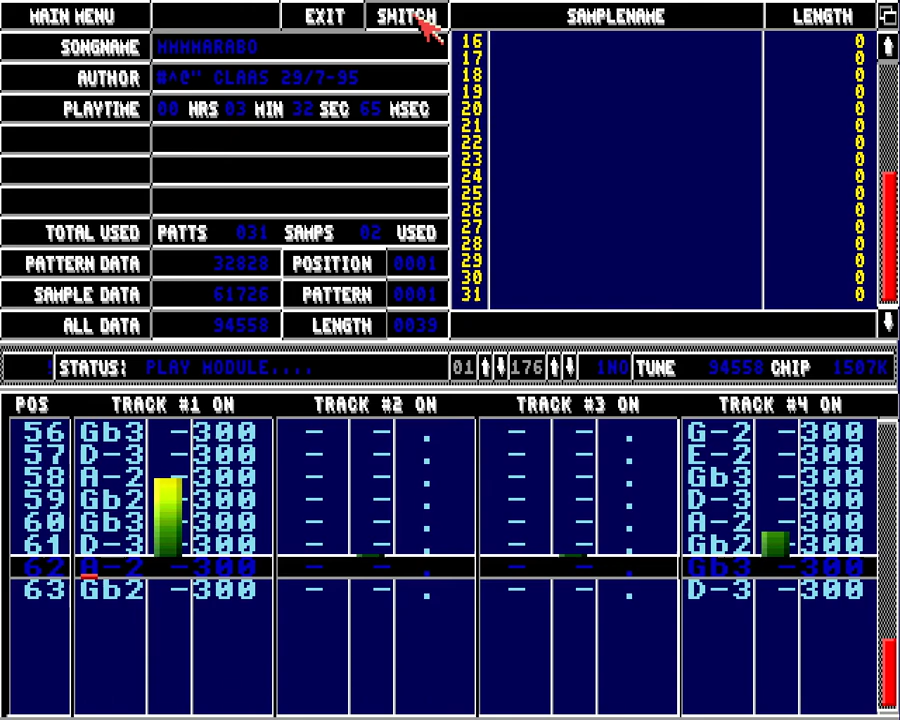 MAIN MENU EXIT SWITCH SAMPLENAME LENGTH
SONGNAME HHHHARABO
AUTHOR CLAAS 29/7-95
PLAYTIME 00 HRS 03 MIN 32 SEC 65 MSEC
TOTAL USED PATTS 031 SAMPS 02 USED
PATTERN DATA 32828 POSITION 0001
SAMPLE DATA 61726 PATTERN 0001
ALL DATA 94558 LENGTH 0039
16 0
17 0
18 0
19 0
20 0
21 0
22 0
23 0
24 0
25 0
26 0
27 0
28 0
29 0
30 0
31 0
! STATUS: PLAY MODULE.... 01 176 1NO TUNE 94558 CHIP 1507K
POS TRACK #1 ON TRACK #2 ON TRACK #3 ON TRACK #4 ON
56 Gb3 -300 - - . - - . G-2 -300
57 D-3 -300 - - . - - . E-2 -300
58 A-2 -300 - - . - - . Gb3 -300
59 Gb2 -300 - - . - - . D-3 -300
60 Gb3 -300 - - . - - . A-2 -300
61 D-3 -300 - - . - - . Gb2 -300
62 A-2 -300 - - . - - . Gb3 -300
63 Gb2 -300 - - . - - . D-3 -300